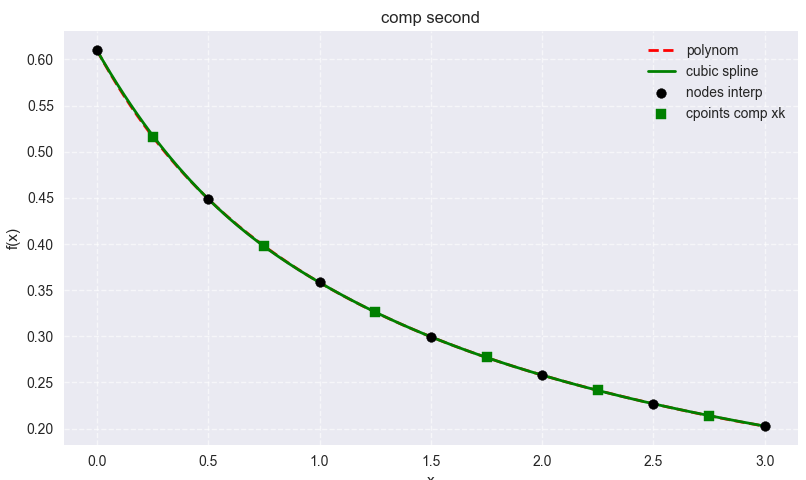 comp second
polynom
cubic spline
nodes interp
cpoints comp xk
f(x)
0.60
0.55
0.50
0.45
0.40
0.35
0.30
0.25
0.20
0.0 0.5 1.0 1.5 2.0 2.5 3.0